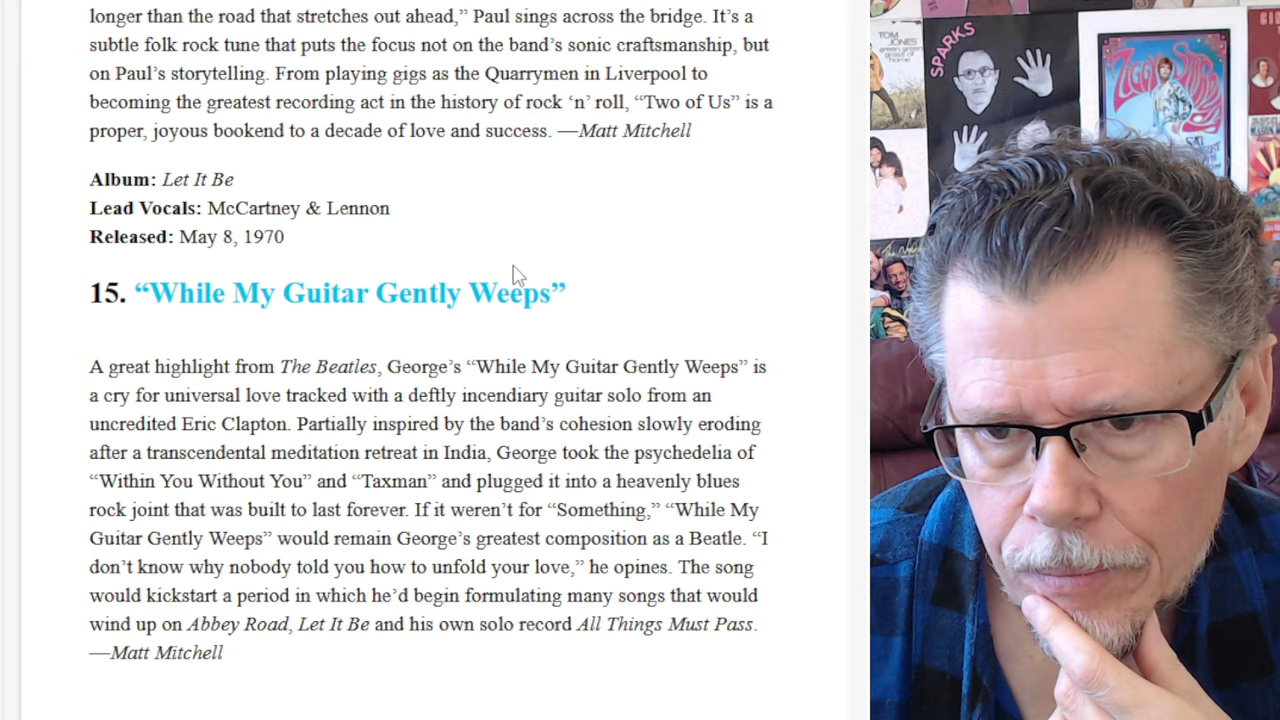 longer than the road that stretches out ahead,” Paul sings across the bridge. It’s a
subtle folk rock tune that puts the focus not on the band’s sonic craftsmanship, but
on Paul’s storytelling. From playing gigs as the Quarrymen in Liverpool to
becoming the greatest recording act in the history of rock ‘n’ roll, “Two of Us” is a
proper, joyous bookend to a decade of love and success. —Matt Mitchell
Album: Let It Be
Lead Vocals: McCartney & Lennon
Released: May 8, 1970
15. “While My Guitar Gently Weeps”
A great highlight from The Beatles, George’s “While My Guitar Gently Weeps” is
a cry for universal love tracked with a deftly incendiary guitar solo from an
uncredited Eric Clapton. Partially inspired by the band’s cohesion slowly eroding
after a transcendental meditation retreat in India, George took the psychedelia of
“Within You Without You” and “Taxman” and plugged it into a heavenly blues
rock joint that was built to last forever. If it weren’t for “Something,” “While My
Guitar Gently Weeps” would remain George’s greatest composition as a Beatle. “I
don’t know why nobody told you how to unfold your love,” he opines. The song
would kickstart a period in which he’d begin formulating many songs that would
wind up on Abbey Road, Let It Be and his own solo record All Things Must Pass.
—Matt Mitchell
TOM
JONES
green, green
grass of
home
SPARKS
ZIGGY
SAT